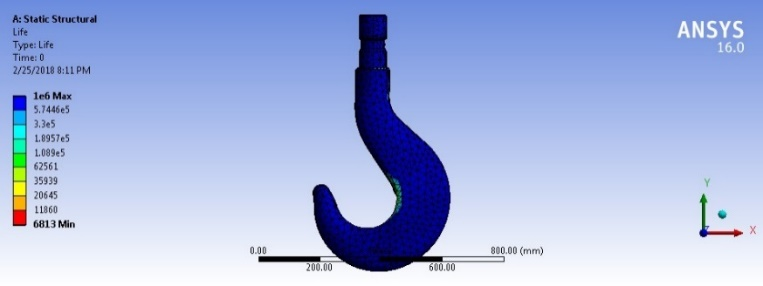 A: Static Structural
Life
Type: Life
Time: 0
2/25/2018 8:11 PM
1e6 Max
5.7446e5
3.3e5
1.8957e5
1.089e5
62561
35939
20645
11860
6813 Min
ANSYS
16.0
Y
X
0.00
800.00 (mm)
200.00
600.00